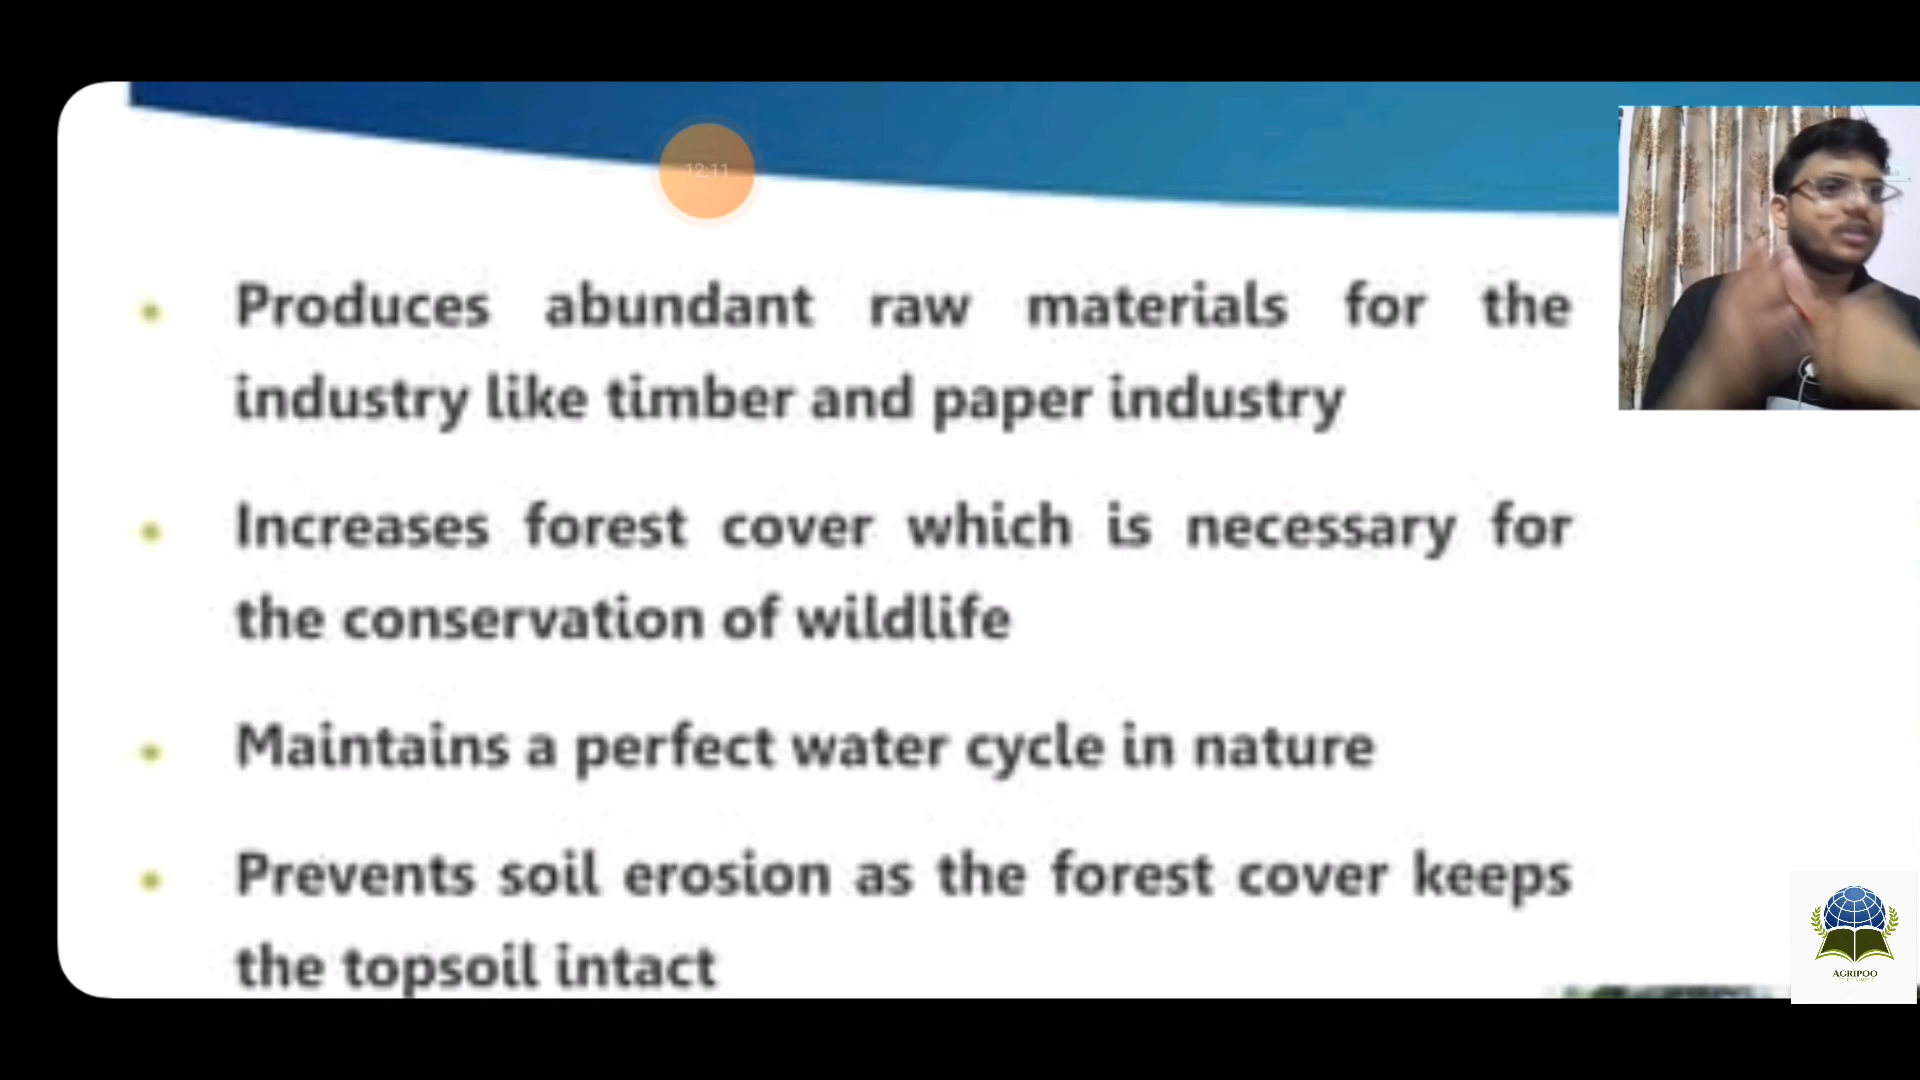 12:11
Produces abundant raw materials for the
industry like timber and paper industry
Increases forest cover which is necessary for
the conservation of wildlife
Maintains a perfect water cycle in nature
Prevents soil erosion as the forest cover keeps
the topsoil intact
AGRIPOO